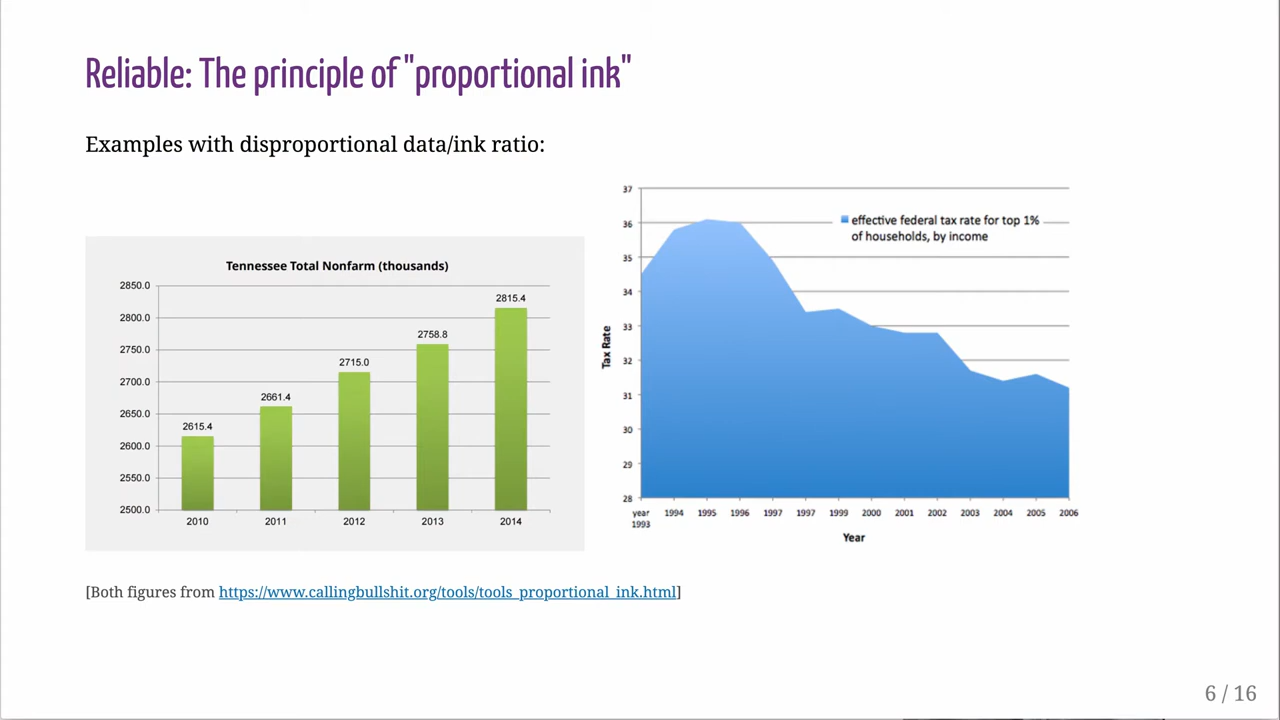 Reliable: The principle of "proportional ink"
Examples with disproportional data/ink ratio:
Tennessee Total Nonfarm (thousands)
2850.0
2800.0
2750.0
2700.0
2650.0
2600.0
2550.0
2500.0
2615.4
2661.4
2715.0
2758.8
2815.4
2010 2011 2012 2013 2014
37
36
35
34
33
32
31
30
29
28
Tax Rate
effective federal tax rate for top 1%
of households, by income
year 1994 1995 1996 1997 1997 1999 2000 2001 2002 2003 2004 2005 2006
1993
Year
[Both figures from https://www.callingbullshit.org/tools/tools_proportional_ink.html]
6 / 16